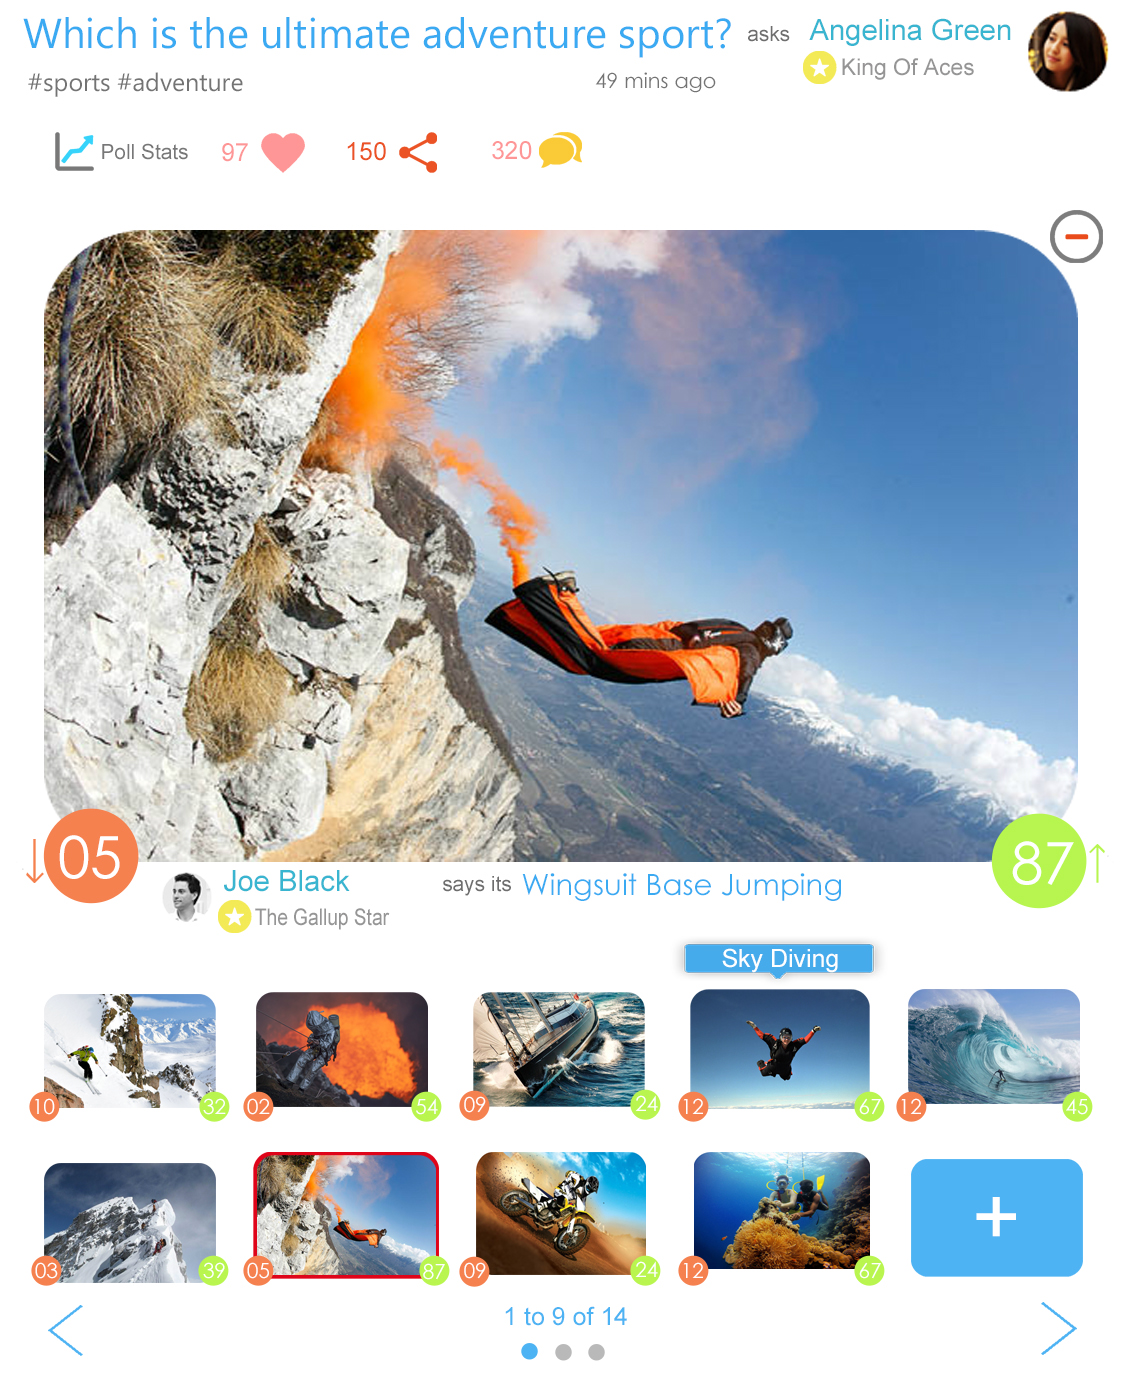 Which is the ultimate adventure sport? asks Angelina Green
#sports #adventure 49 mins ago King Of Aces
Poll Stats 97 150 320
05 87
Joe Black says its Wingsuit Base Jumping
The Gallup Star
Sky Diving
10 32 02 54 09 24 12 67 12 45
03 39 05 87 09 24 12 67
1 to 9 of 14